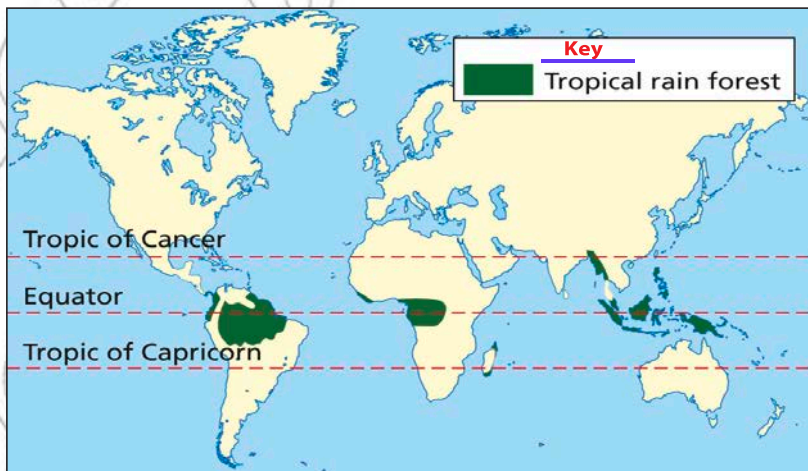 Key
Tropical rain forest
Tropic of Cancer
Equator
Tropic of Capricorn